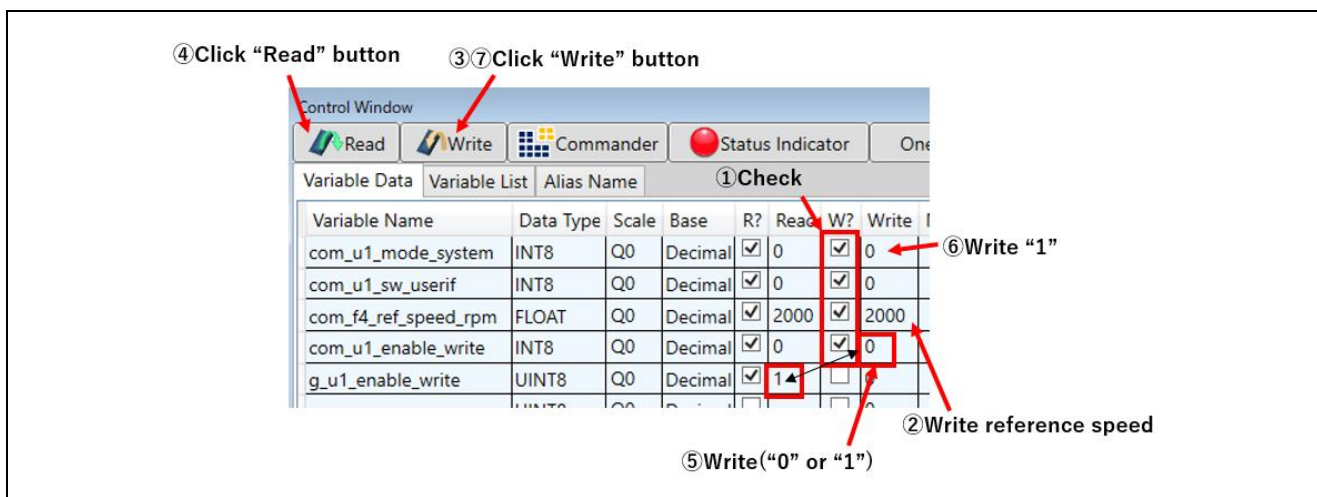 ④Click “Read” button
③⑦Click “Write” button
Control Window
Read Write Commander Status Indicator
Variable Data Variable List Alias Name
①Check
Variable Name Data Type Scale Base R? Read W? Write
com_u1_mode_system INT8 Q0 Decimal 0 0
⑥Write “1”
com_u1_sw_userif INT8 Q0 Decimal 0 0
com_f4_ref_speed_rpm FLOAT Q0 Decimal 2000 2000
com_u1_enable_write INT8 Q0 Decimal 0 0
g_u1_enable_write UINT8 Q0 Decimal 1
②Write reference speed
⑤Write(“0” or “1”)